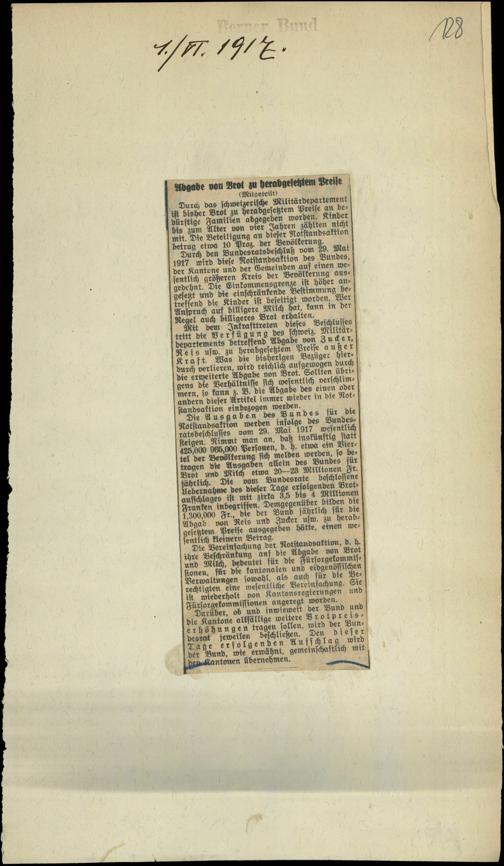 Berner Bund
128
1./VI. 1917.
Abgabe von Brot zu herabgesetztem Preise
(Mitgeteilt)
Durch das schweizerische Militärdepartement
ist bisher Brot zu herabgesetztem Preise an be-
dürftige Familien abgegeben worden. Kinder
bis zum Alter von vier Jahren zählten nicht
mit. Die Beteiligung an dieser Notstandsaktion
betrug etwa 10 Proz. der Bevölkerung.
Durch den Bundesratsbeschluß vom 29. Mai
1917 wird diese Notstandsaktion des Bundes,
der Kantone und der Gemeinden auf einen we-
sentlich größeren Kreis der Bevölkerung aus-
gedehnt. Die Einkommensgrenze ist höher an-
gesetzt und die einschränkende Bestimmung be-
treffend die Kinder ist beseitigt worden. Wer
Anspruch auf billigere Milch hat, kann in der
Regel auch billigeres Brot erhalten.
Mit dem Inkrafttreten dieses Beschlusses
tritt die Verfügung des schweiz. Militär-
departements betreffend Abgabe von Zucker,
Reis usw. zu herabgesetztem Preise außer
Kraft. Was die bisherigen Bezüger hier-
durch verlieren, wird reichlich ausgewogen durch
die erweiterte Abgabe von Brot. Sollten übri-
gens die Verhältnisse sich wesentlich verschlim-
mern, so kann z. B. die Abgabe des einen oder
andern dieser Artikel immer wieder in die Not-
standsaktion einbezogen werden.
Die Ausgaben des Bundes für die
Notstandsaktion werden infolge des Bundes-
ratsbeschlusses vom 29. Mai 1917 wesentlich
steigen. Nimmt man an, daß inskünftig statt
425,000 965,000 Personen, d. h. etwa ein Vier-
tel der Bevölkerung sich melden werden, so be-
tragen die Ausgaben allein des Bundes für
Brot und Milch etwa 20—23 Millionen Fr.
jährlich. Die vom Bundesrate beschlossene
Uebernahme des dieser Tage erfolgenden Brot-
aufschlages ist mit zirka 3,5 bis 4 Millionen
Franken inbegriffen. Demgegenüber bilden die
1,300,000 Fr., die der Bund jährlich für die
Abgab von Reis und Zucker usw. zu herab-
gesetztem Preise ausgegeben hätte, einen we-
sentlich kleinern Betrag.
Die Vereinfachung der Notstandsaktion, d. h.
ihre Beschränkung auf die Abgabe von Brot
und Milch, bedeutet für die Fürsorgekommis-
sionen, für die kantonalen und eidgenössischen
Verwaltungen sowohl, als auch für die Be-
rechtigten eine wesentliche Vereinfachung. Sie
ist wiederholt von Kantonsregierungen und
Fürsorgekommissionen angeregt worden.
Darüber, ob und inwieweit der Bund und
die Kantone allfällige weitere Brotpreis-
erhöhungen tragen sollen, wird der Bun-
desrat jeweilen beschließen. Den dieser
Tage erfolgenden Aufschlag wird
der Bund, wie erwähnt, gemeinschaftlich mit
den Kantonen übernehmen.